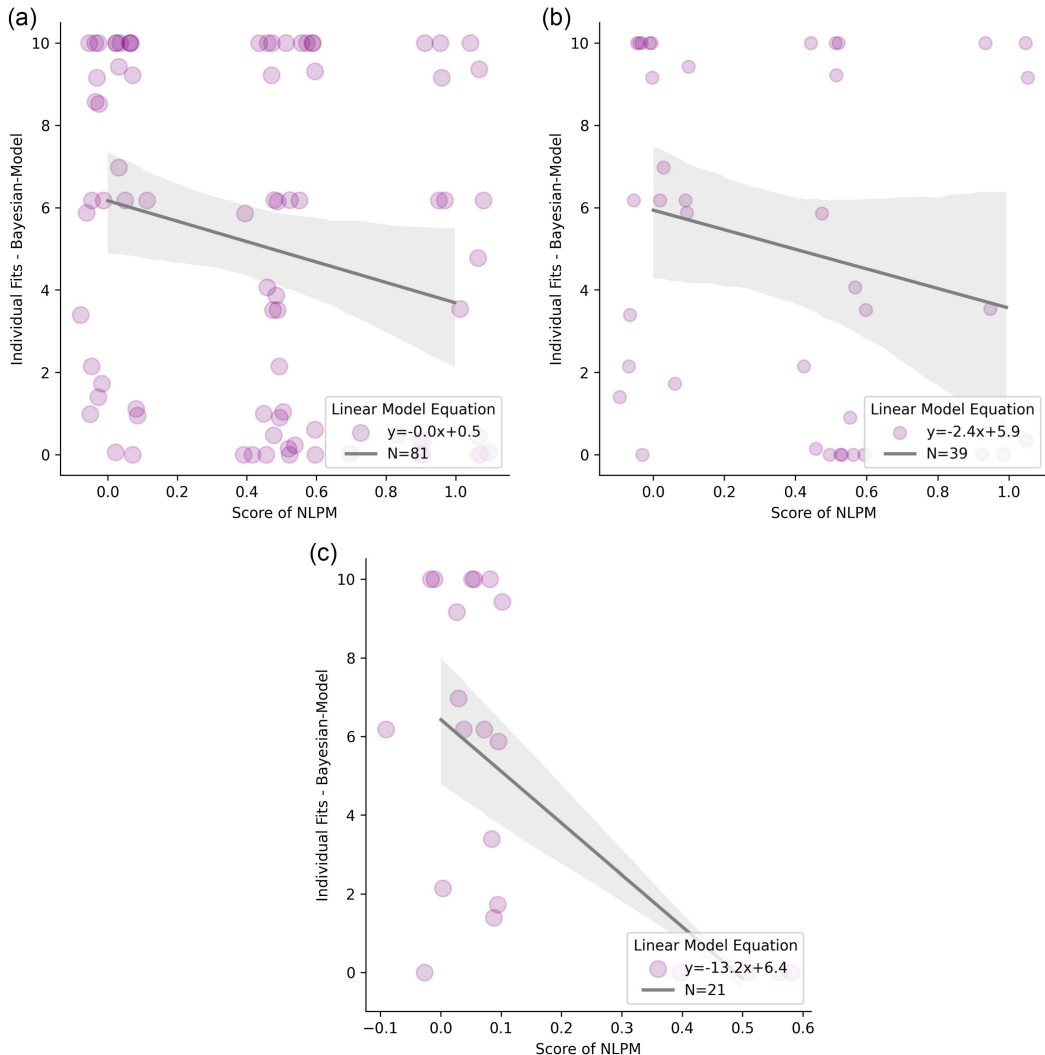 (a)
Individual Fits - Bayesian-Model
10
8
6
4
2
0
0.0 0.2 0.4 0.6 0.8 1.0
Score of NLPM
Linear Model Equation
y=-0.0x+0.5
N=81
(b)
Individual Fits - Bayesian-Model
10
8
6
4
2
0
0.0 0.2 0.4 0.6 0.8 1.0
Score of NLPM
Linear Model Equation
y=-2.4x+5.9
N=39
(c)
Individual Fits - Bayesian-Model
10
8
6
4
2
0
−0.1 0.0 0.1 0.2 0.3 0.4 0.5 0.6
Score of NLPM
Linear Model Equation
y=-13.2x+6.4
N=21